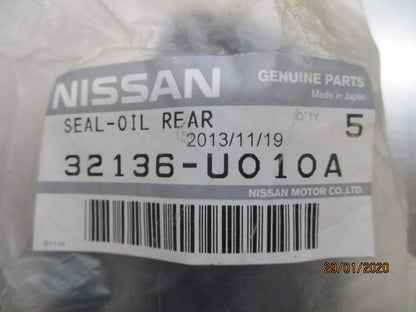 NISSAN
GENUINE PARTS
Made in Japan
SEAL-OIL REAR
Q'TY 5
2013/11/19
32136-U010A
NISSAN MOTOR CO.,LTD.
29/01/2020